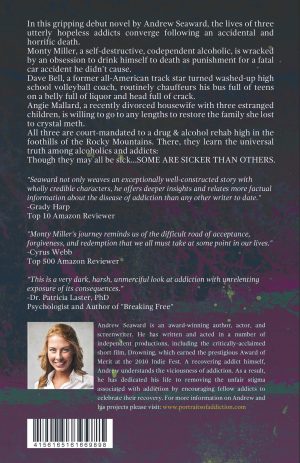 In this gripping debut novel by Andrew Seaward, the lives of three
utterly hopeless addicts converge following an accidental and
horrific death.
Monty Miller, a self-destructive, codependent alcoholic, is wracked
by an obsession to drink himself to death as punishment for a fatal
car accident he didn't cause.
Dave Bell, a former all-American track star turned washed-up high
school volleyball coach, routinely chauffeurs his bus full of teens
on a belly full of liquor and head full of crack.
Angie Mallard, a recently divorced housewife with three estranged
children, is willing to go to any lengths to restore the family she lost
to crystal meth.
All three are court-mandated to a drug & alcohol rehab high in the
foothills of the Rocky Mountains. There, they learn the universal
truth among alcoholics and addicts:
Though they may all be sick...SOME ARE SICKER THAN OTHERS.
"Seaward not only weaves an exceptionally well-constructed story with
wholly credible characters, he offers deeper insights and relates more factual
information about the disease of addiction than any other writer to date."
-Grady Harp
Top 10 Amazon Reviewer
"Monty Miller's journey reminds us of the difficult road of acceptance,
forgiveness, and redemption that we all must take at some point in our lives."
-Cyrus Webb
Top 500 Amazon Reviewer
"This is a very dark, harsh, unmerciful look at addiction with unrelenting
exposure of its consequences."
-Dr. Patricia Laster, PhD
Psychologist and Author of "Breaking Free"
Andrew Seaward is an award-winning author, actor, and
screenwriter. He has written and acted in a number of
independent productions, including the critically-acclaimed
short film, Drowning, which earned the prestigious Award of
Merit at the 2010 Indie Fest. A recovering addict himself,
Andrew understands the viciousness of addiction. As a result,
he has dedicated his life to removing the unfair stigma
associated with addiction by encouraging fellow addicts to
celebrate their recovery. For more information on Andrew and
his projects please visit: www.portraitsofaddiction.com
4156165161669898